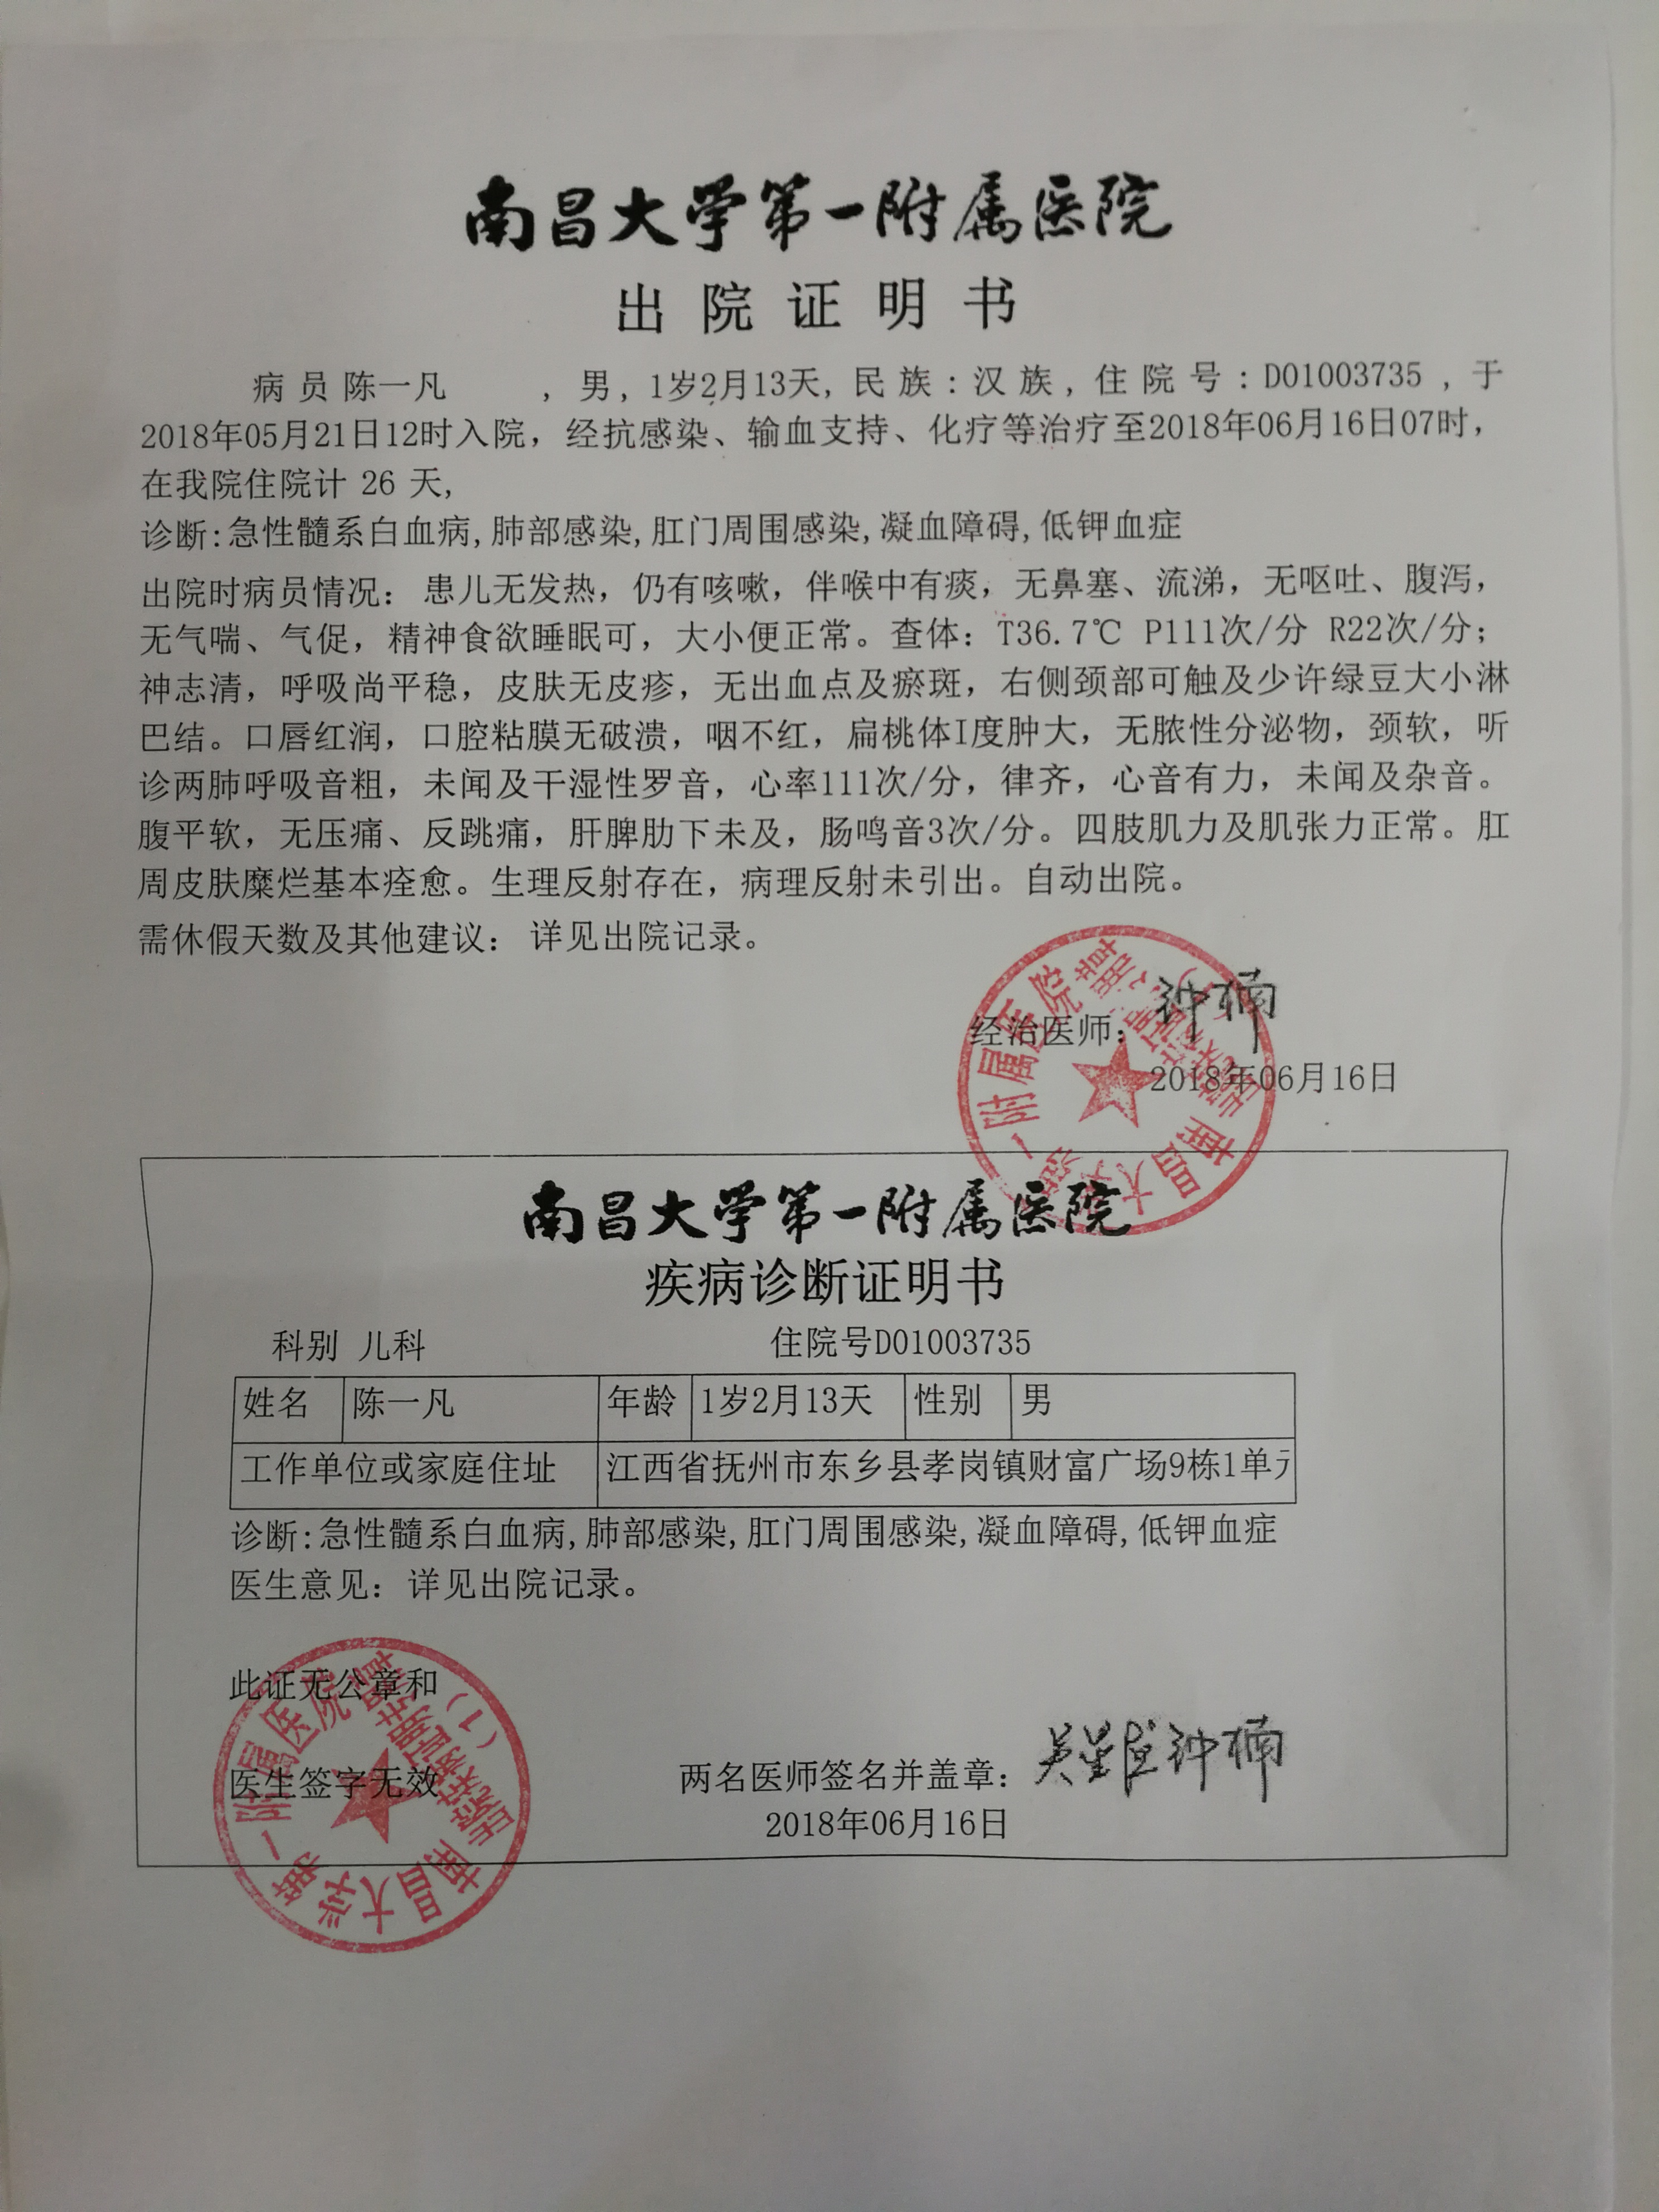 南昌大学第一附属医院
出院证明书
病员陈一凡 ，男，1岁2月13天，民族:汉族，住院号:D01003735，于
2018年05月21日12时入院，经抗感染、输血支持、化疗等治疗至2018年06月16日07时，
在我院住院计 26 天，
诊断:急性髓系白血病,肺部感染,肛门周围感染,凝血障碍,低钾血症
出院时病员情况：患儿无发热，仍有咳嗽，伴喉中有痰，无鼻塞、流涕，无呕吐、腹泻，
无气喘、气促，精神食欲睡眠可，大小便正常。查体：T36.7℃ P111次/分 R22次/分；
神志清，呼吸尚平稳，皮肤无皮疹，无出血点及瘀斑，右侧颈部可触及少许绿豆大小淋
巴结。口唇红润，口腔粘膜无破溃，咽不红，扁桃体I度肿大，无脓性分泌物，颈软，听
诊两肺呼吸音粗，未闻及干湿性罗音，心率111次/分，律齐，心音有力，未闻及杂音。
腹平软，无压痛、反跳痛，肝脾肋下未及，肠鸣音3次/分。四肢肌力及肌张力正常。肛
周皮肤糜烂基本痊愈。生理反射存在，病理反射未引出。自动出院。
需休假天数及其他建议：详见出院记录。
经治医师：钟楠
2018年06月16日
南昌大学第一附属医院
疾病诊断证明书
科别 儿科 住院号D01003735
姓名 陈一凡 年龄 1岁2月13天 性别 男
工作单位或家庭住址 江西省抚州市东乡县孝岗镇财富广场9栋1单元
诊断:急性髓系白血病,肺部感染,肛门周围感染,凝血障碍,低钾血症
医生意见：详见出院记录。
此证无公章和
医生签字无效
两名医师签名并盖章：钟楠
2018年06月16日
南昌大学第一附属医院